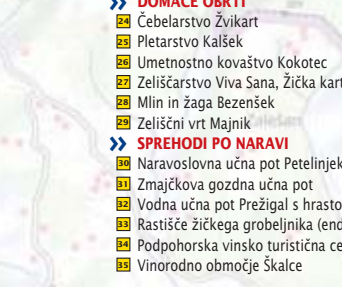 >> DOMAČE OBRTI
24 Čebelarstvo Žvikart
25 Pletarstvo Kalšek
26 Umetnostno kovaštvo Kokotec
27 Zeliščarstvo Viva Sana, Žička kart
28 Mlin in žaga Bezenšek
29 Zeliščni vrt Majnik
>> SPREHODI PO NARAVI
30 Naravoslovna učna pot Petelinjek
31 Zmajčkova gozdna učna pot
32 Vodna učna pot Prežigal s hrasto
33 Rastišče žičkega grobeljnika (end
34 Podpohorska vinsko turistična ce
35 Vinorodno območje Škalce